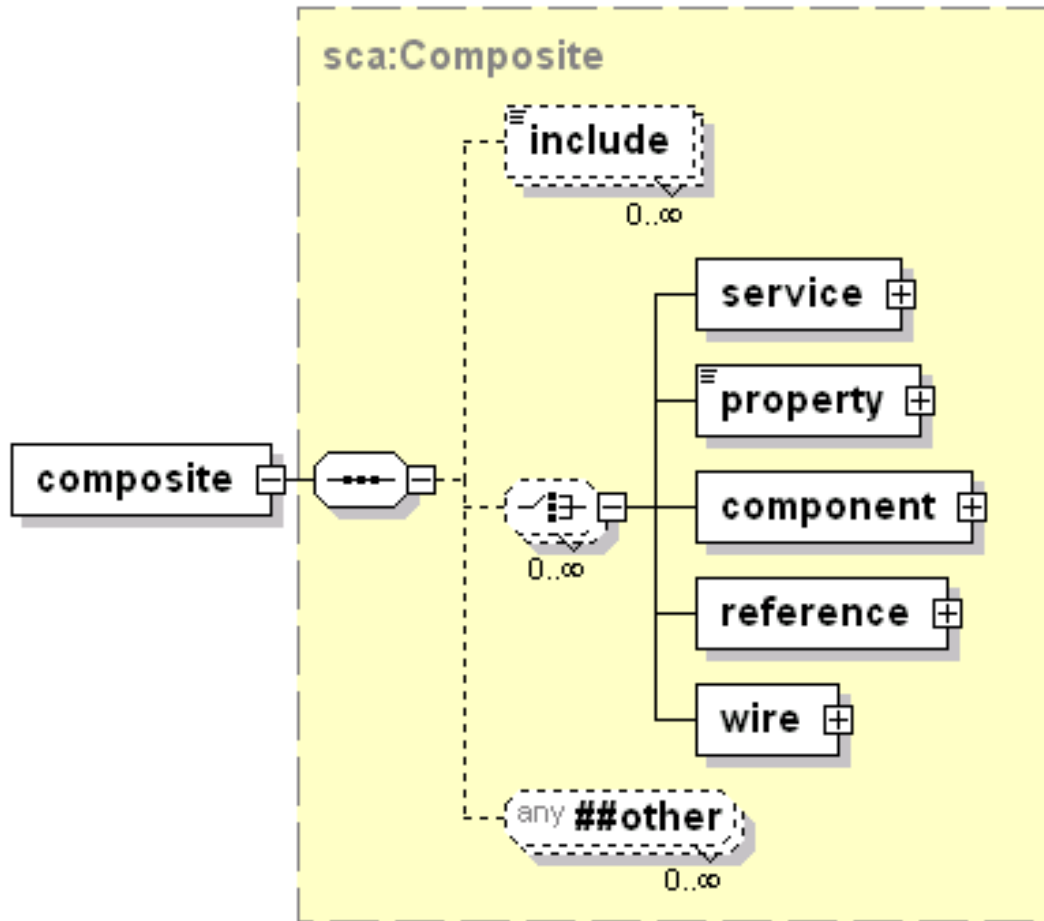 sca:Composite
include
0..∞
service
property
composite
component
0..∞
reference
wire
any ##other
0..∞